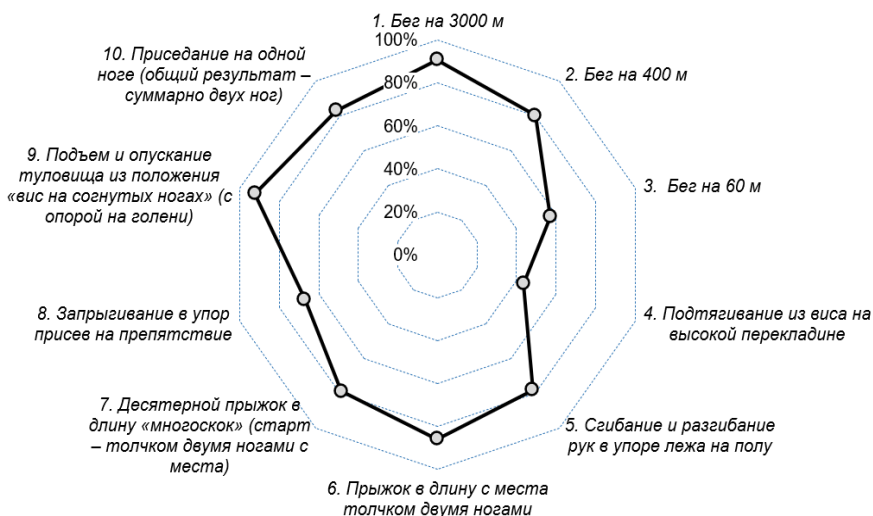 1. Бег на 3000 м
100%
80%
60%
40%
20%
0%
2. Бег на 400 м
3. Бег на 60 м
4. Подтягивание из виса на
высокой перекладине
5. Сгибание и разгибание
рук в упоре лежа на полу
6. Прыжок в длину с места
толчком двумя ногами
7. Десятерной прыжок в
длину «многоскок» (старт
– толчком двумя ногами с
места)
8. Запрыгивание в упор
присев на препятствие
9. Подъем и опускание
туловища из положения
«вис на согнутых ногах» (с
опорой на голени)
10. Приседание на одной
ноге (общий результат –
суммарно двух ног)